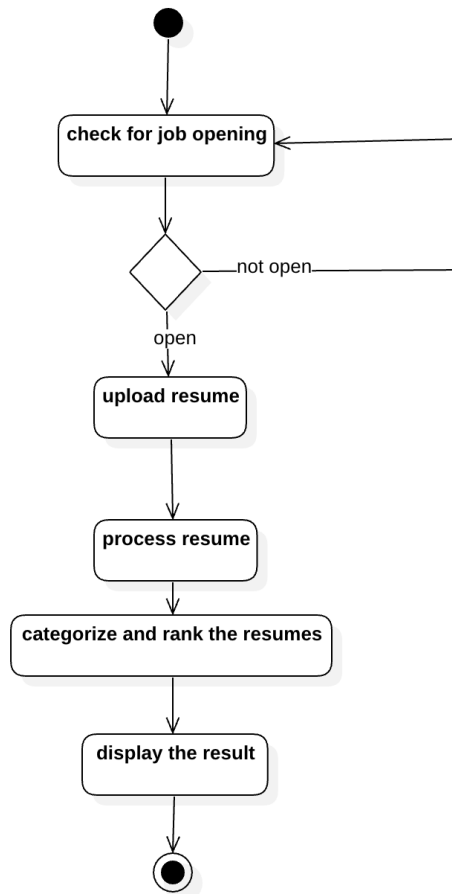 check for job opening
not open
open
upload resume
process resume
categorize and rank the resumes
display the result